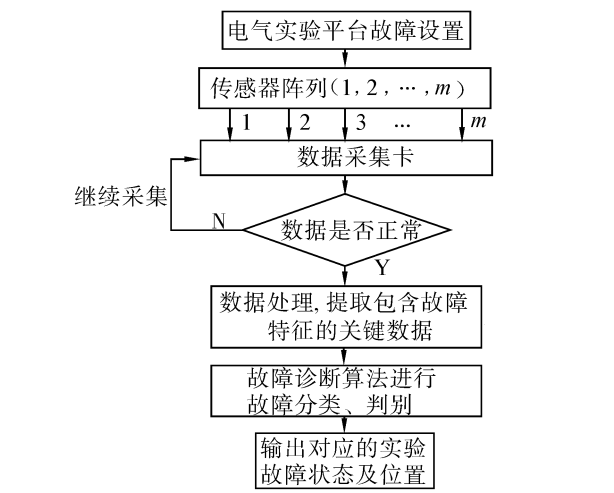 电气实验平台故障设置
传感器阵列(1, 2, …, m)
1 2 3 … m
数据采集卡
继续采集
N
数据是否正常
Y
数据处理, 提取包含故障
特征的关键数据
故障诊断算法进行
故障分类、判别
输出对应的实验
故障状态及位置